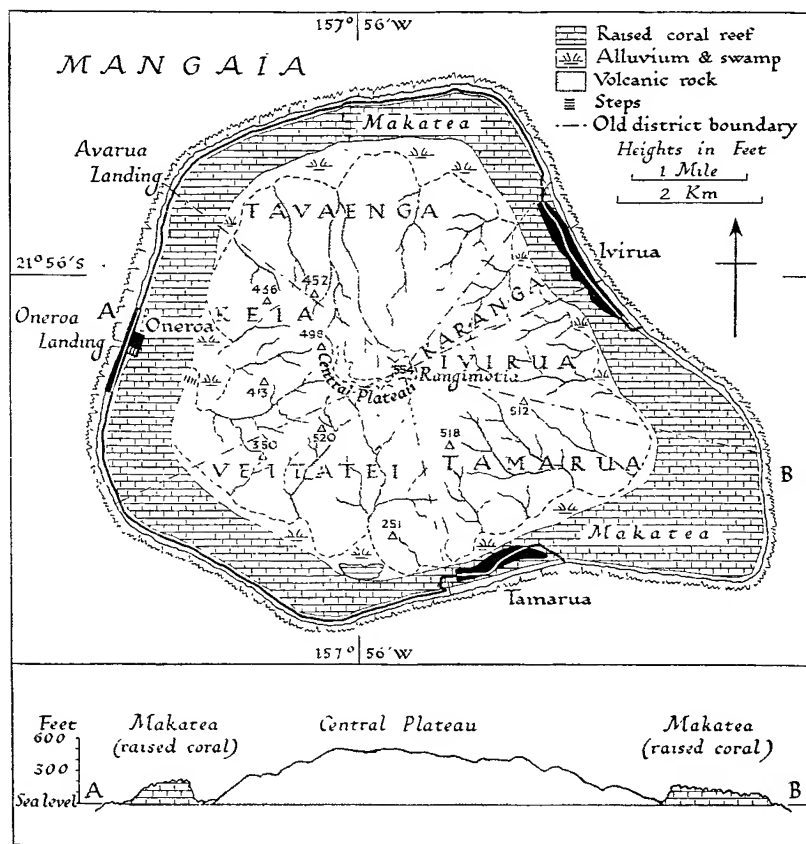 157° 56'W
MANGAIA
Raised coral reef
Alluvium & swamp
Volcanic rock
Steps
Old district boundary
Heights in Feet
1 Mile
2 Km
Makatea
Avarua
Landing
TAVAENGA
Ivirua
21° 56's
436
452
KEIA
KARANGA
A
Oneroa
Landing
Oneroa
498
IVIRUA
554
Rangimotia
Central Plateau
413
512
520
518
350
VEITATEI
TAMARUA
B
251
Makatea
Tamarua
157° 56'W
Feet
600
300
Sea level
A
Makatea
(raised coral)
Central Plateau
Makatea
(raised coral)
B